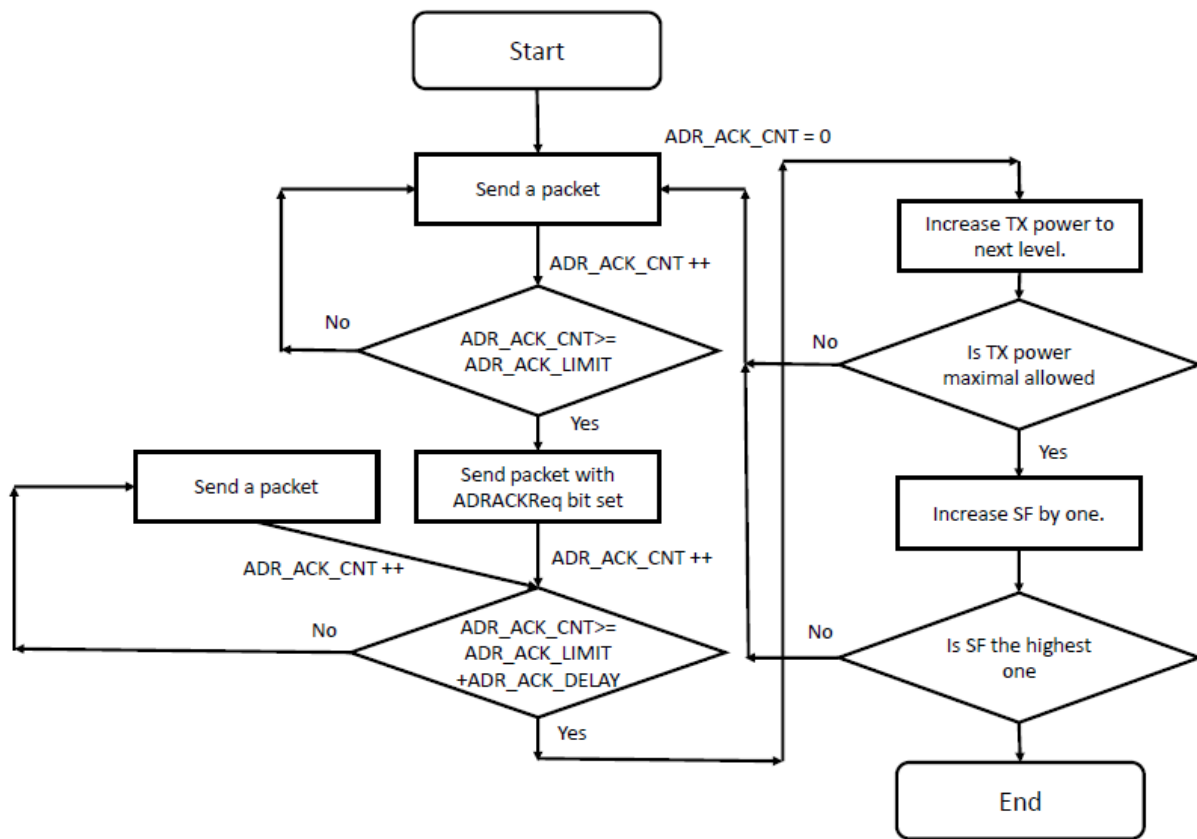 Start
ADR_ACK_CNT = 0
Send a packet
ADR_ACK_CNT ++
No
ADR_ACK_CNT>=
ADR_ACK_LIMIT
Yes
Send packet with
ADRACKReq bit set
Send a packet
ADR_ACK_CNT ++
ADR_ACK_CNT ++
No
ADR_ACK_CNT>=
ADR_ACK_LIMIT
+ADR_ACK_DELAY
Yes
Increase TX power to
next level.
No
Is TX power
maximal allowed
Yes
Increase SF by one.
No
Is SF the highest
one
End